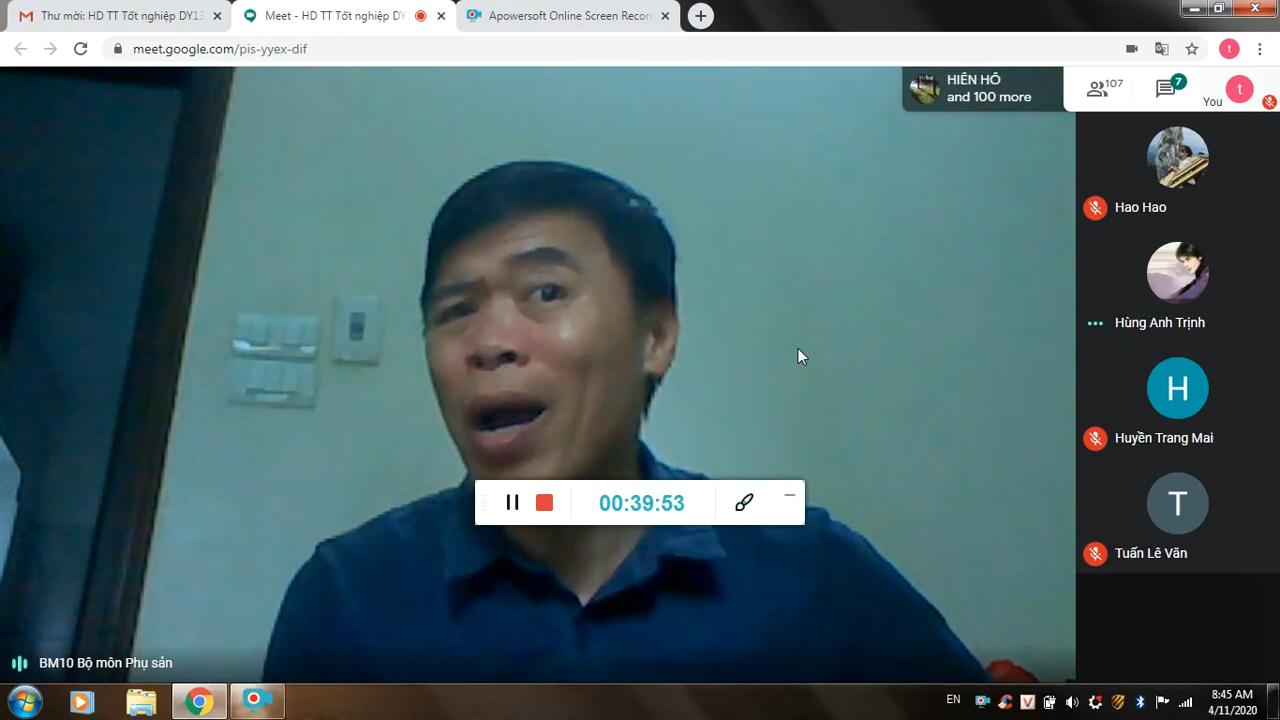 Thư mời: HD TT Tốt nghiệp DY13
Meet - HD TT Tốt nghiệp DY
Apowersoft Online Screen Recor
meet.google.com/pis-yyex-dif
t
HIỀN HỒ
and 100 more
107
7
You
t
Hao Hao
Hùng Anh Trịnh
H
Huyền Trang Mai
T
Tuấn Lê Văn
00:39:53
BM10 Bộ môn Phụ sản
EN
V
8:45 AM
4/11/2020